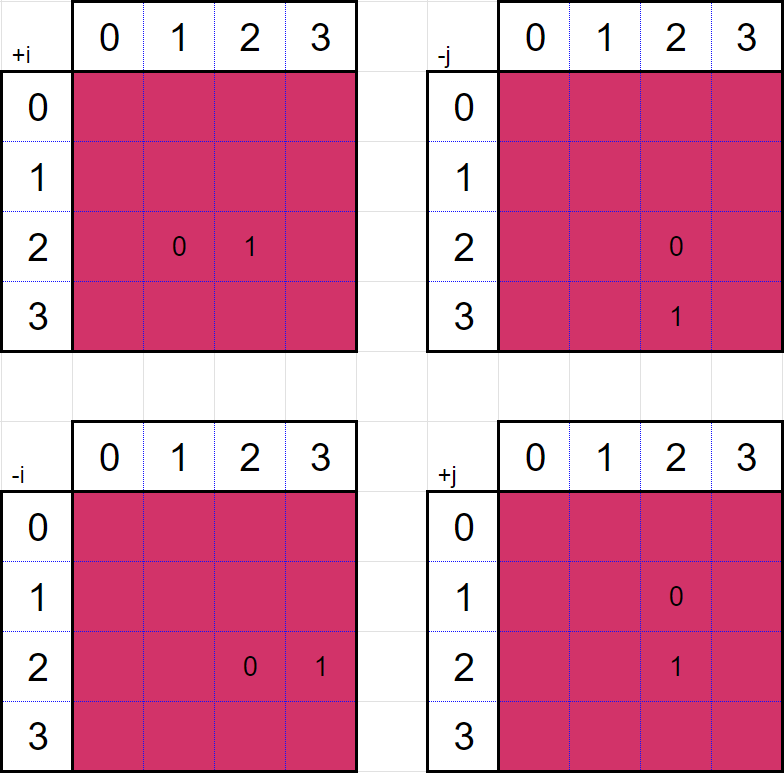 +i 0 1 2 3 -j 0 1 2 3
0 0
1 1
2 0 1 2 0
3 3 1
-i 0 1 2 3 +j 0 1 2 3
0 0
1 1 0
2 0 1 2 1
3 3